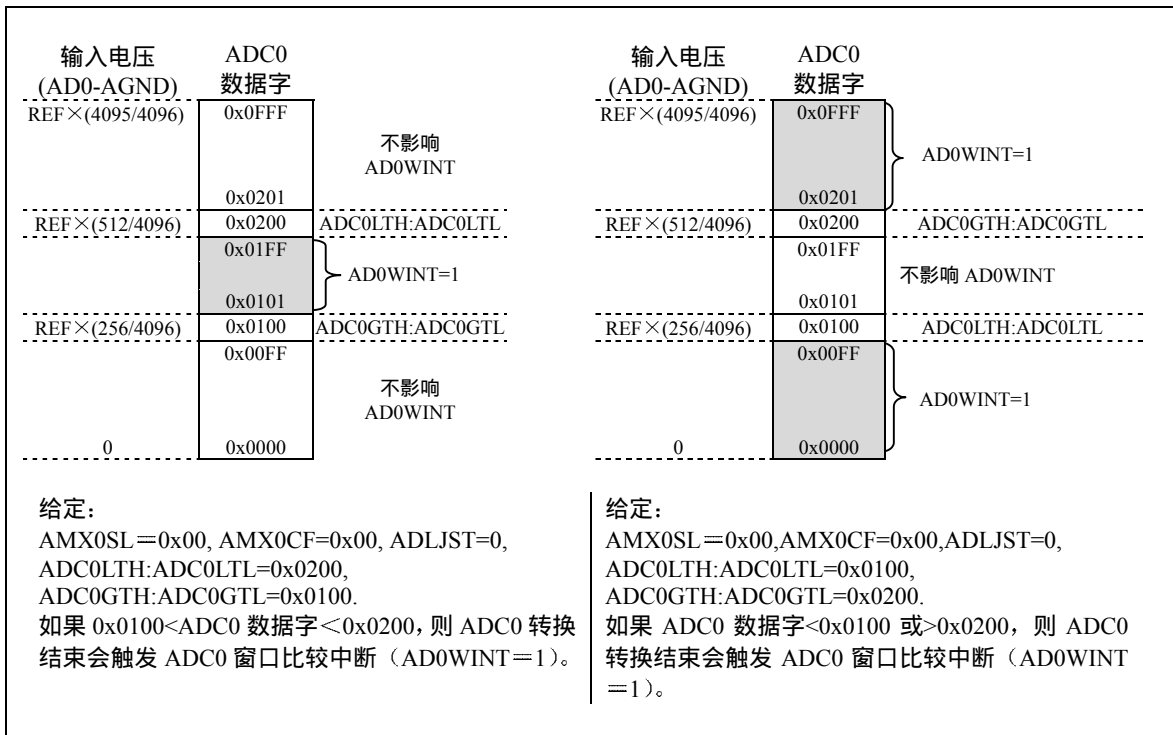 输入电压 ADC0
(AD0-AGND) 数据字
REF×(4095/4096) 0x0FFF
不影响
AD0WINT
0x0201
REF×(512/4096) 0x0200 ADC0LTH:ADC0LTL
0x01FF
AD0WINT=1
0x0101
REF×(256/4096) 0x0100 ADC0GTH:ADC0GTL
0x00FF
不影响
AD0WINT
0 0x0000
给定：
AMX0SL＝0x00, AMX0CF=0x00, ADLJST=0,
ADC0LTH:ADC0LTL=0x0200,
ADC0GTH:ADC0GTL=0x0100.
如果 0x0100<ADC0 数据字＜0x0200，则 ADC0 转换
结束会触发 ADC0 窗口比较中断（AD0WINT＝1）。
输入电压 ADC0
(AD0-AGND) 数据字
REF×(4095/4096) 0x0FFF
AD0WINT=1
0x0201
REF×(512/4096) 0x0200 ADC0GTH:ADC0GTL
0x01FF
不影响 AD0WINT
0x0101
REF×(256/4096) 0x0100 ADC0LTH:ADC0LTL
0x00FF
AD0WINT=1
0 0x0000
给定：
AMX0SL＝0x00,AMX0CF=0x00,ADLJST=0,
ADC0LTH:ADC0LTL=0x0100,
ADC0GTH:ADC0GTL=0x0200.
如果 ADC0 数据字<0x0100 或>0x0200，则 ADC0
转换结束会触发 ADC0 窗口比较中断（AD0WINT
＝1）。